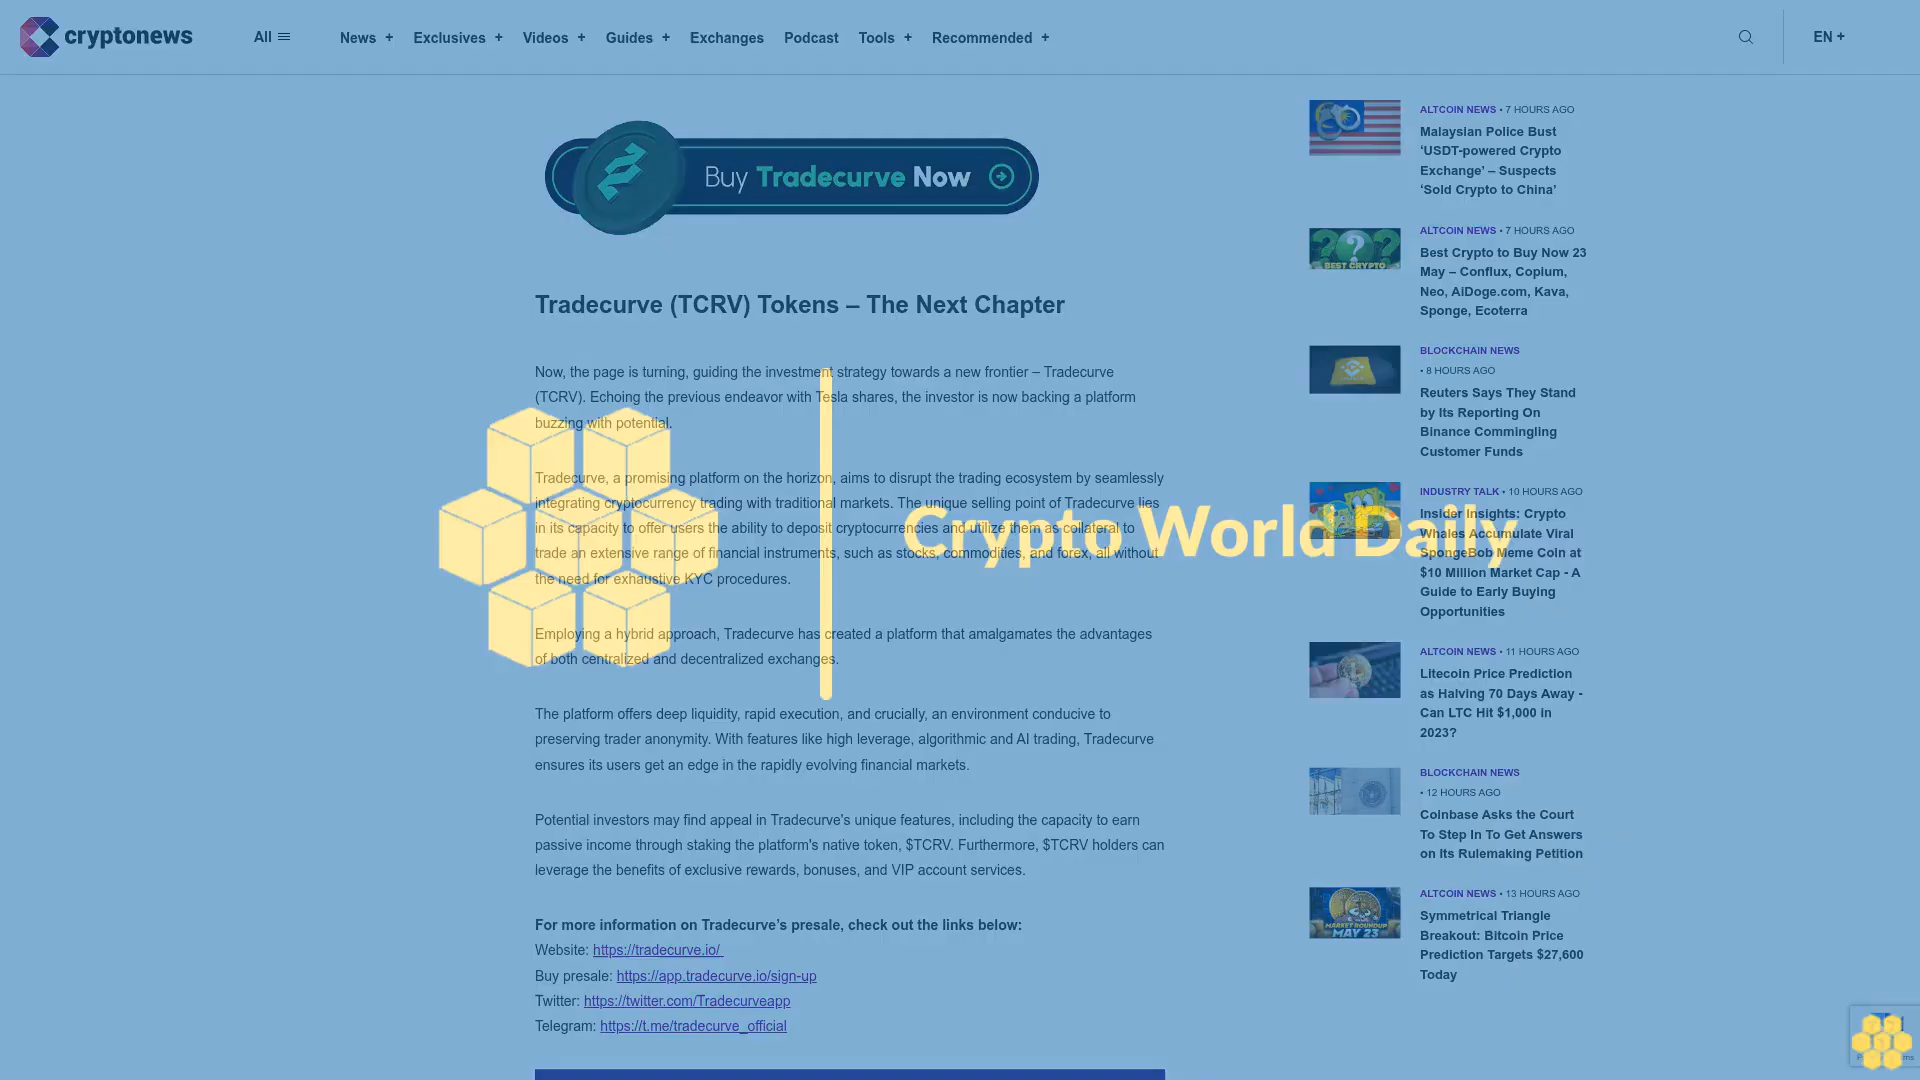 cryptonews
All
News +
Exclusives +
Videos +
Guides +
Exchanges
Podcast
Tools +
Recommended +
EN +
Buy Tradecurve Now
Tradecurve (TCRV) Tokens – The Next Chapter
Now, the page is turning, guiding the investment strategy towards a new frontier – Tradecurve
(TCRV). Echoing the previous endeavor with Tesla shares, the investor is now backing a platform
buzzing with potential.
Tradecurve, a promising platform on the horizon, aims to disrupt the trading ecosystem by seamlessly
integrating cryptocurrency trading with traditional markets. The unique selling point of Tradecurve lies
in its capacity to offer users the ability to deposit cryptocurrencies and utilize them as collateral to
trade an extensive range of financial instruments, such as stocks, commodities, and forex, all without
the need for exhaustive KYC procedures.
Employing a hybrid approach, Tradecurve has created a platform that amalgamates the advantages
of both centralized and decentralized exchanges.
The platform offers deep liquidity, rapid execution, and crucially, an environment conducive to
preserving trader anonymity. With features like high leverage, algorithmic and AI trading, Tradecurve
ensures its users get an edge in the rapidly evolving financial markets.
Potential investors may find appeal in Tradecurve's unique features, including the capacity to earn
passive income through staking the platform's native token, $TCRV. Furthermore, $TCRV holders can
leverage the benefits of exclusive rewards, bonuses, and VIP account services.
For more information on Tradecurve’s presale, check out the links below:
Website: https://tradecurve.io/
Buy presale: https://app.tradecurve.io/sign-up
Twitter: https://twitter.com/Tradecurveapp
Telegram: https://t.me/tradecurve_official
Crypto World Daily
ALTCOIN NEWS • 7 HOURS AGO
Malaysian Police Bust
‘USDT-powered Crypto
Exchange’ – Suspects
‘Sold Crypto to China’
BEST CRYPTO
ALTCOIN NEWS • 7 HOURS AGO
Best Crypto to Buy Now 23
May – Conflux, Copium,
Neo, AiDoge.com, Kava,
Sponge, Ecoterra
BLOCKCHAIN NEWS
• 8 HOURS AGO
Reuters Says They Stand
by Its Reporting On
Binance Commingling
Customer Funds
INDUSTRY TALK • 10 HOURS AGO
Insider Insights: Crypto
Whales Accumulate Viral
SpongeBob Meme Coin at
$10 Million Market Cap - A
Guide to Early Buying
Opportunities
ALTCOIN NEWS • 11 HOURS AGO
Litecoin Price Prediction
as Halving 70 Days Away -
Can LTC Hit $1,000 in
2023?
BLOCKCHAIN NEWS
• 12 HOURS AGO
Coinbase Asks the Court
To Step In To Get Answers
on Its Rulemaking Petition
MARKET ROUNDUP
MAY 23
ALTCOIN NEWS • 13 HOURS AGO
Symmetrical Triangle
Breakout: Bitcoin Price
Prediction Targets $27,600
Today